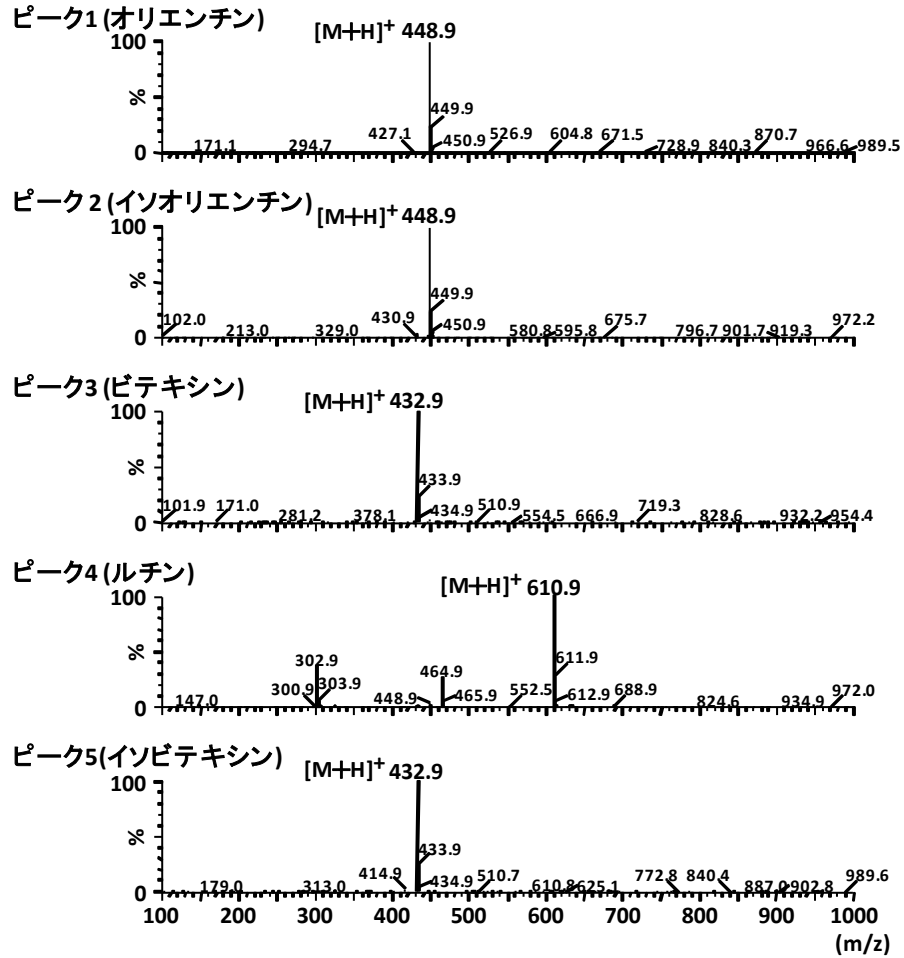 ピーク1 (オリエンチン)
[M+H]+ 448.9
100
%
0
171.1 294.7 427.1 449.9 450.9 526.9 604.8 671.5 728.9 840.3 870.7 966.6 989.5
ピーク2 (イソオリエンチン)
[M+H]+ 448.9
100
%
0
102.0 213.0 329.0 430.9 449.9 450.9 580.8 595.8 675.7 796.7 901.7 919.3 972.2
ピーク3 (ビテキシン)
[M+H]+ 432.9
100
%
0
101.9 171.0 281.2 378.1 433.9 434.9 510.9 554.5 666.9 719.3 828.6 932.2 954.4
ピーク4 (ルチン)
[M+H]+ 610.9
100
%
0
147.0 300.9 302.9 303.9 448.9 464.9 465.9 552.5 611.9 612.9 688.9 824.6 934.9 972.0
ピーク5(イソビテキシン)
[M+H]+ 432.9
100
%
0
179.0 313.0 414.9 433.9 434.9 510.7 610.8 625.1 772.8 840.4 887.0 902.8 989.6
100 200 300 400 500 600 700 800 900 1000
(m/z)